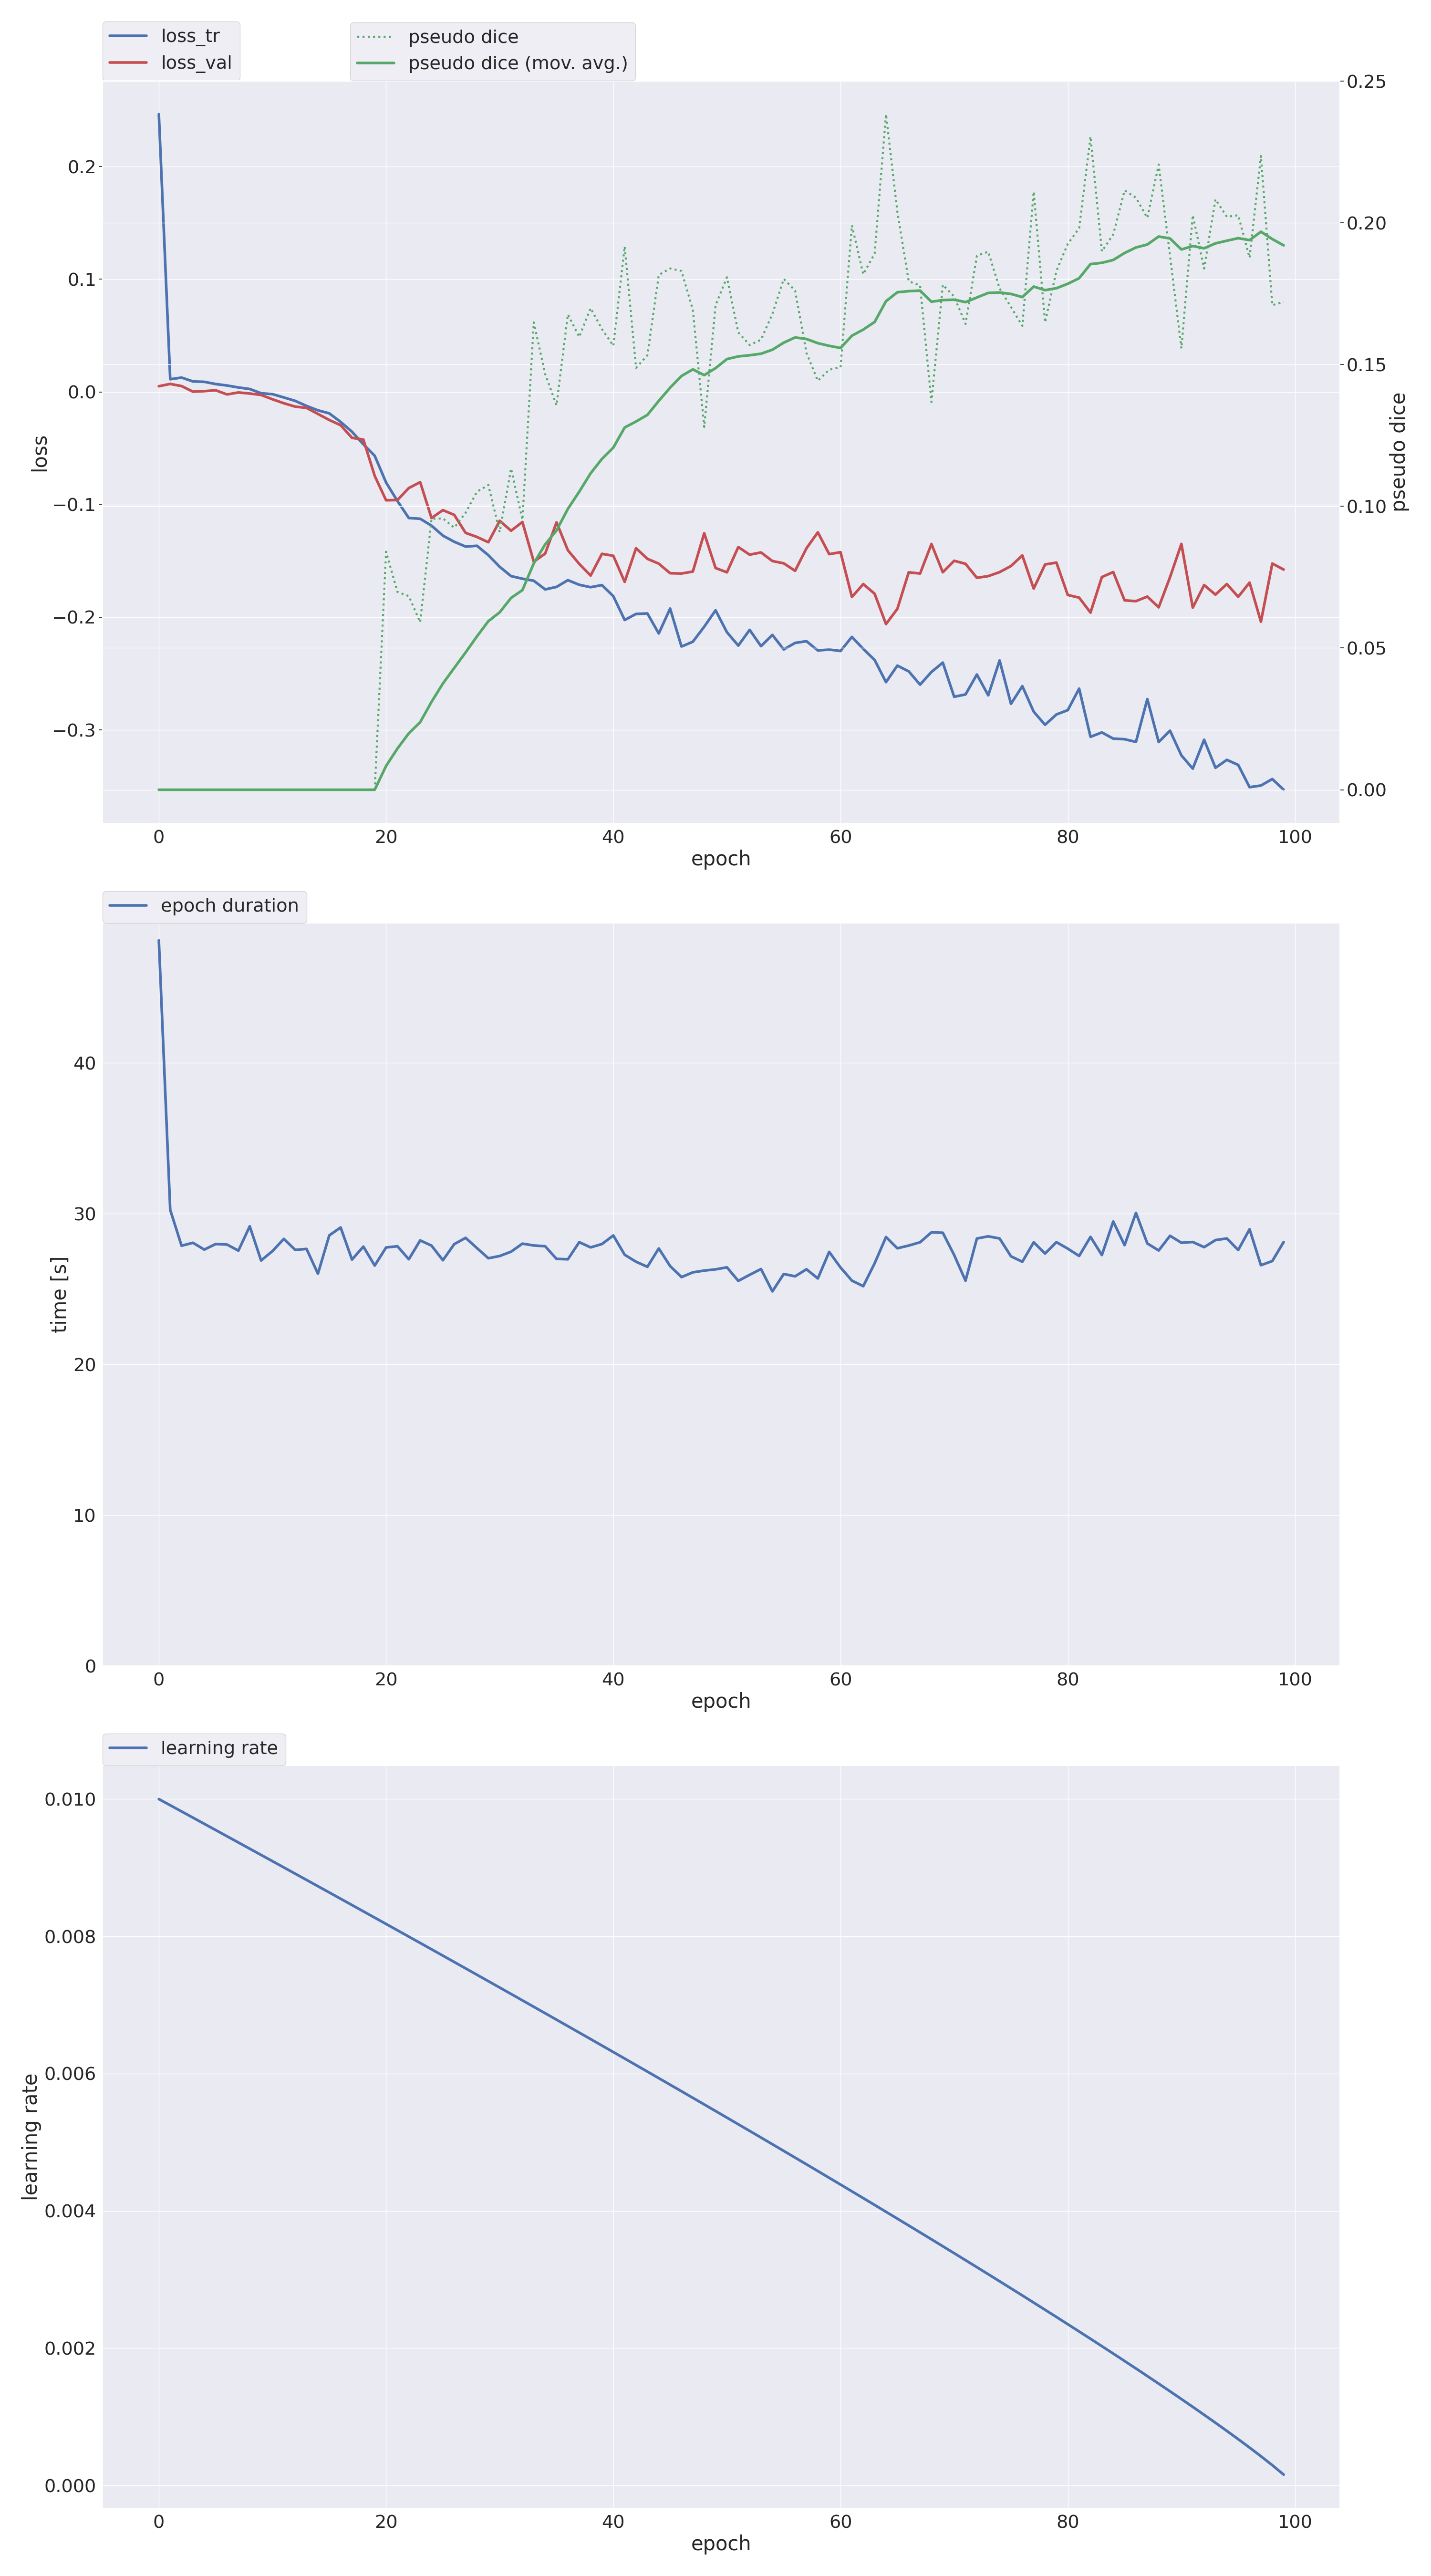 loss_tr
loss_val
pseudo dice
pseudo dice (mov. avg.)
0.2
0.1
0.0
−0.1
−0.2
−0.3
loss
0.25
0.20
0.15
0.10
0.05
0.00
pseudo dice
0 20 40 60 80 100
epoch
epoch duration
40
30
20
10
0
time [s]
0 20 40 60 80 100
epoch
learning rate
0.010
0.008
0.006
0.004
0.002
0.000
learning rate
0 20 40 60 80 100
epoch